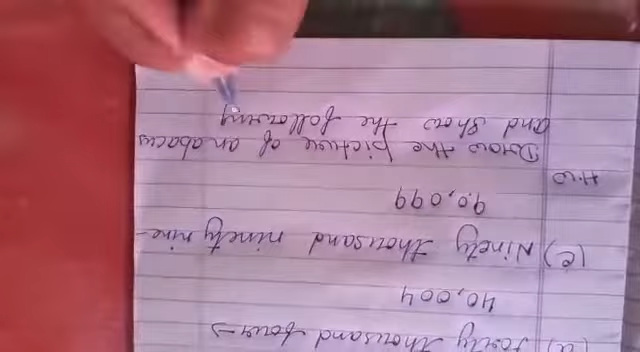 (d) Forty thousand four →
40,004
(e) Ninety thousand ninety nine -
90,099
H.W
Draw the picture of an abacus
and show the following